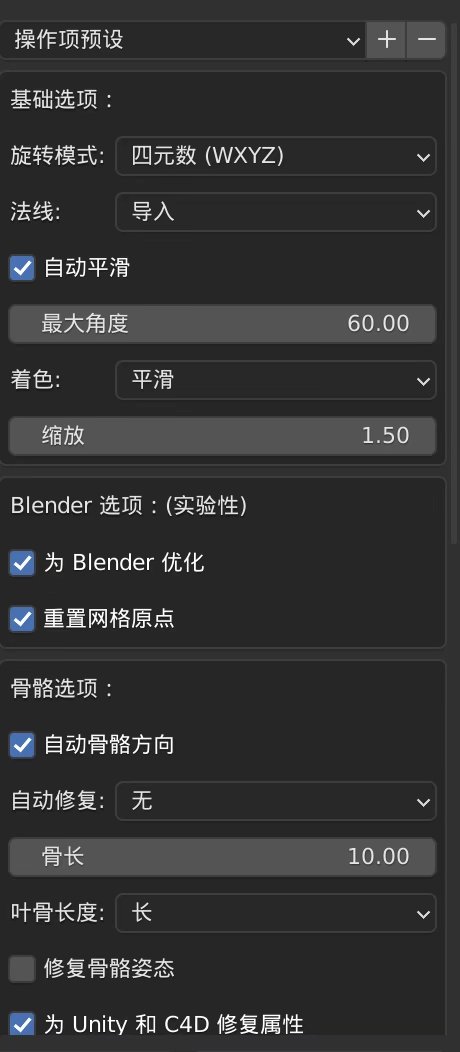 操作项预设
基础选项：
旋转模式: 四元数 (WXYZ)
法线: 导入
自动平滑
最大角度 60.00
着色: 平滑
缩放 1.50
Blender 选项：(实验性)
为 Blender 优化
重置网格原点
骨骼选项：
自动骨骼方向
自动修复: 无
骨长 10.00
叶骨长度: 长
修复骨骼姿态
为 Unity 和 C4D 修复属性